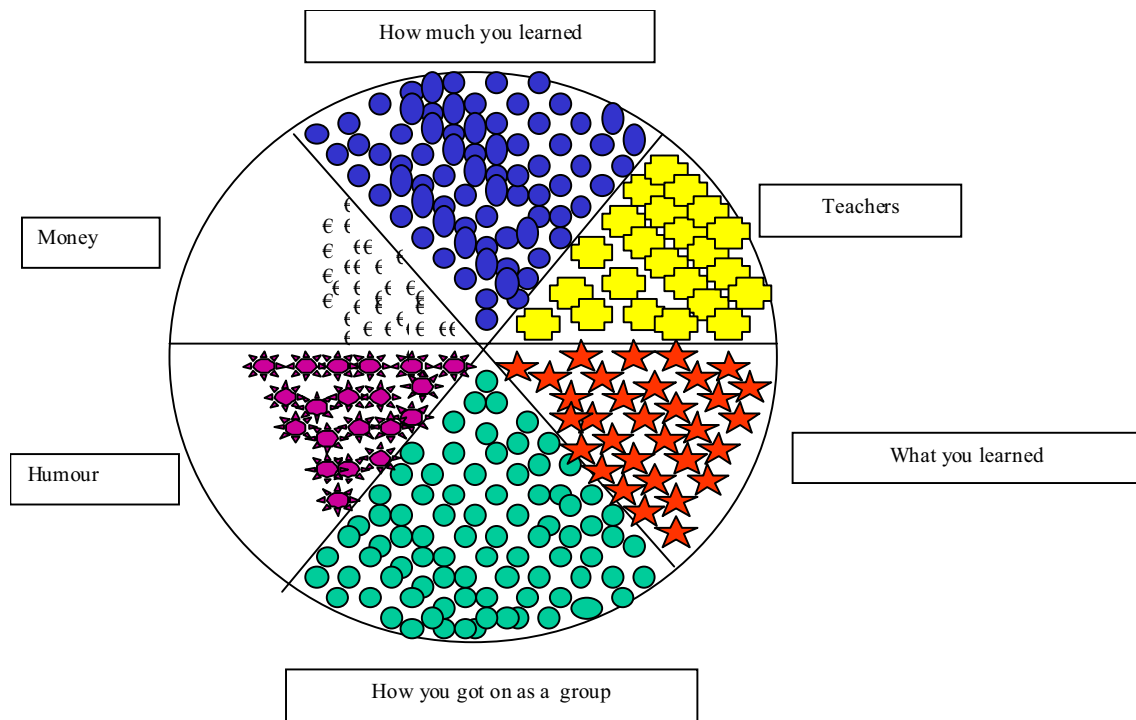 How much you learned
Teachers
Money
What you learned
Humour
How you got on as a group
€
€ €
€ € €
€ € € €
€ € € € €
€ € € € € €
€ € € € € € €
€